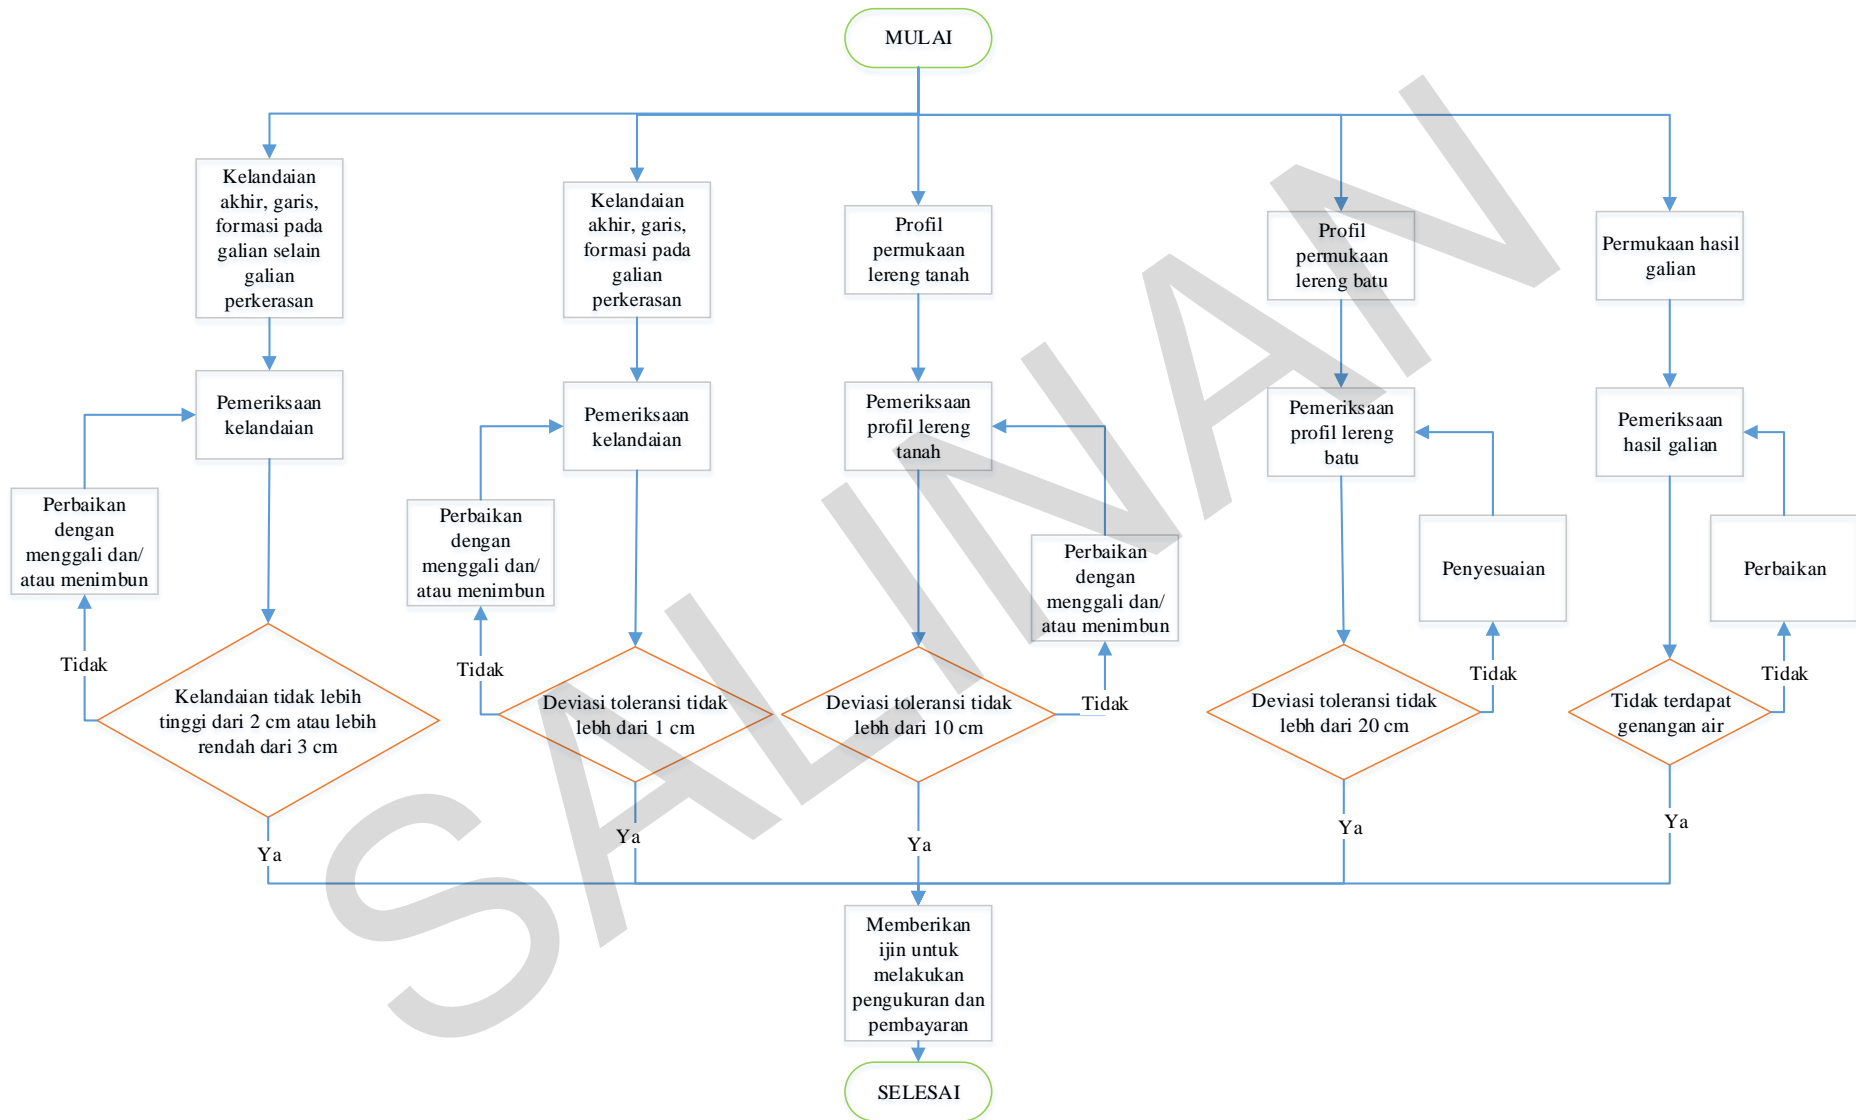 MULAI
Kelandaian
akhir, garis,
formasi pada
galian selain
galian
perkerasan
Kelandaian
akhir, garis,
formasi pada
galian
perkerasan
Profil
permukaan
lereng tanah
Profil
permukaan
lereng batu
Permukaan hasil
galian
Pemeriksaan
kelandaian
Pemeriksaan
kelandaian
Pemeriksaan
profil lereng
tanah
Pemeriksaan
profil lereng
batu
Pemeriksaan
hasil galian
Perbaikan
dengan
menggali dan/
atau menimbun
Perbaikan
dengan
menggali dan/
atau menimbun
Perbaikan
dengan
menggali dan/
atau menimbun
Penyesuaian
Perbaikan
Tidak
Tidak
Tidak
Tidak
Tidak
Kelandaian tidak lebih
tinggi dari 2 cm atau lebih
rendah dari 3 cm
Deviasi toleransi tidak
lebh dari 1 cm
Deviasi toleransi tidak
lebh dari 10 cm
Deviasi toleransi tidak
lebh dari 20 cm
Tidak terdapat
genangan air
Ya
Ya
Ya
Ya
Ya
Memberikan
ijin untuk
melakukan
pengukuran dan
pembayaran
SELESAI
SALINAN